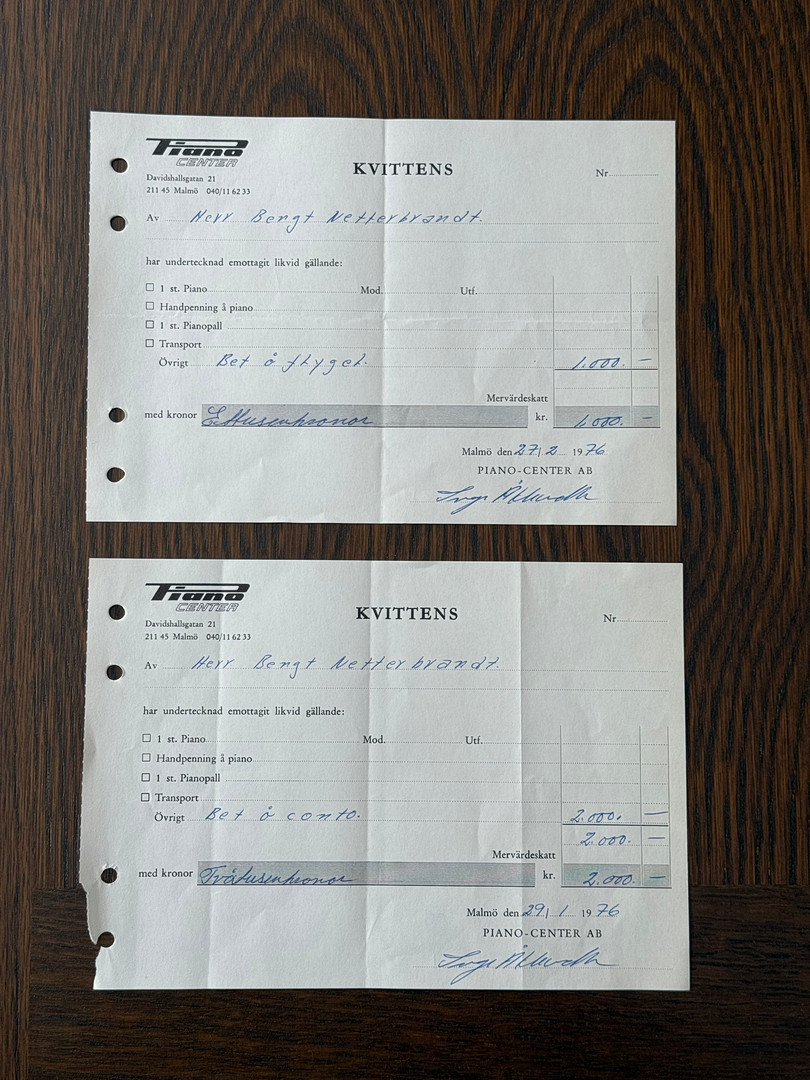 Piano
CENTER
Davidshallsgatan 21
211 45 Malmö 040/11 62 33
KVITTENS
Nr
Av Herr Bengt Netterbrandt.
har undertecknad emottagit likvid gällande:
1 st. Piano Mod. Utf.
Handpenning å piano
1 st. Pianopall
Transport
Övrigt Bet å flygel. 1.000. —
Mervärdeskatt
med kronor Ettusenkronor kr. 1.000. —
Malmö den 27/2 1976
PIANO-CENTER AB
Piano
CENTER
Davidshallsgatan 21
211 45 Malmö 040/11 62 33
KVITTENS
Nr
Av Herr Bengt Netterbrandt.
har undertecknad emottagit likvid gällande:
1 st. Piano Mod. Utf.
Handpenning å piano
1 st. Pianopall
Transport
Övrigt Bet å conto. 2.000. —
2.000. —
Mervärdeskatt
med kronor Tvåtusenkronor kr. 2.000. —
Malmö den 29/1 1976
PIANO-CENTER AB